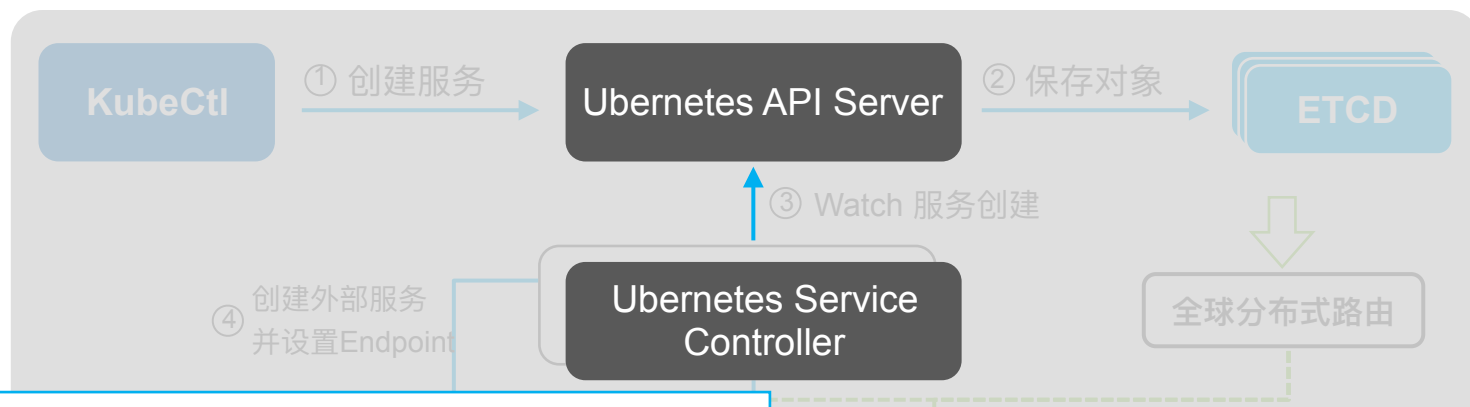 KubeCtl
① 创建服务
Ubernetes API Server
② 保存对象
ETCD
③ Watch 服务创建
④
创建外部服务
并设置Endpoint
Ubernetes Service
Controller
全球分布式路由